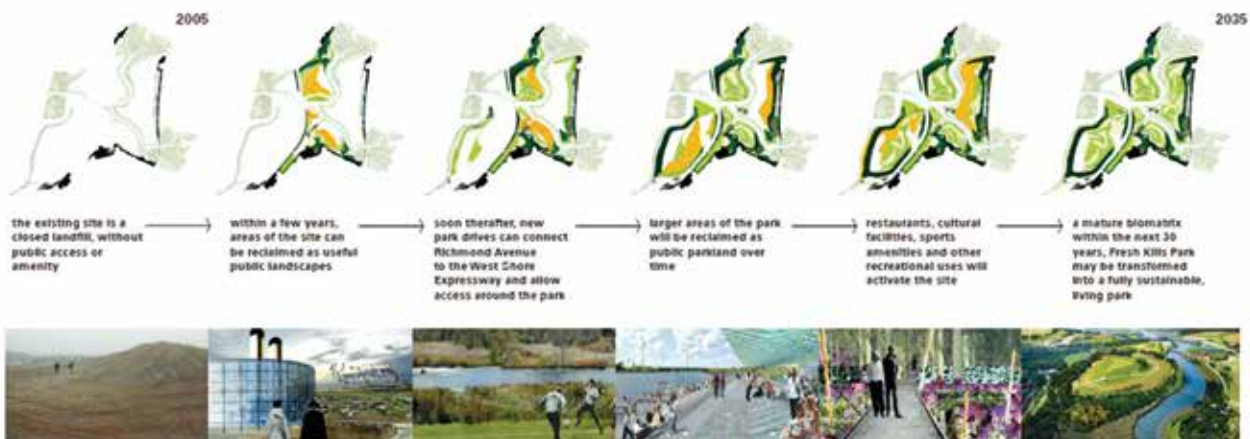 2005
2035
the existing site is a
closed landfill, without
public access or
amenity
within a few years,
areas of the site can
be reclaimed as useful
public landscapes
soon therafter, new
park drives can connect
Richmond Avenue
to the West Shore
Expressway and allow
access around the park
larger areas of the park
will be reclaimed as
public parkland over
time
restaurants, cultural
facilities, sports
amenities and other
recreational uses will
activate the site
a mature biomatrix
within the next 30
years, Fresh Kills Park
may be transformed
into a fully sustainable,
living park